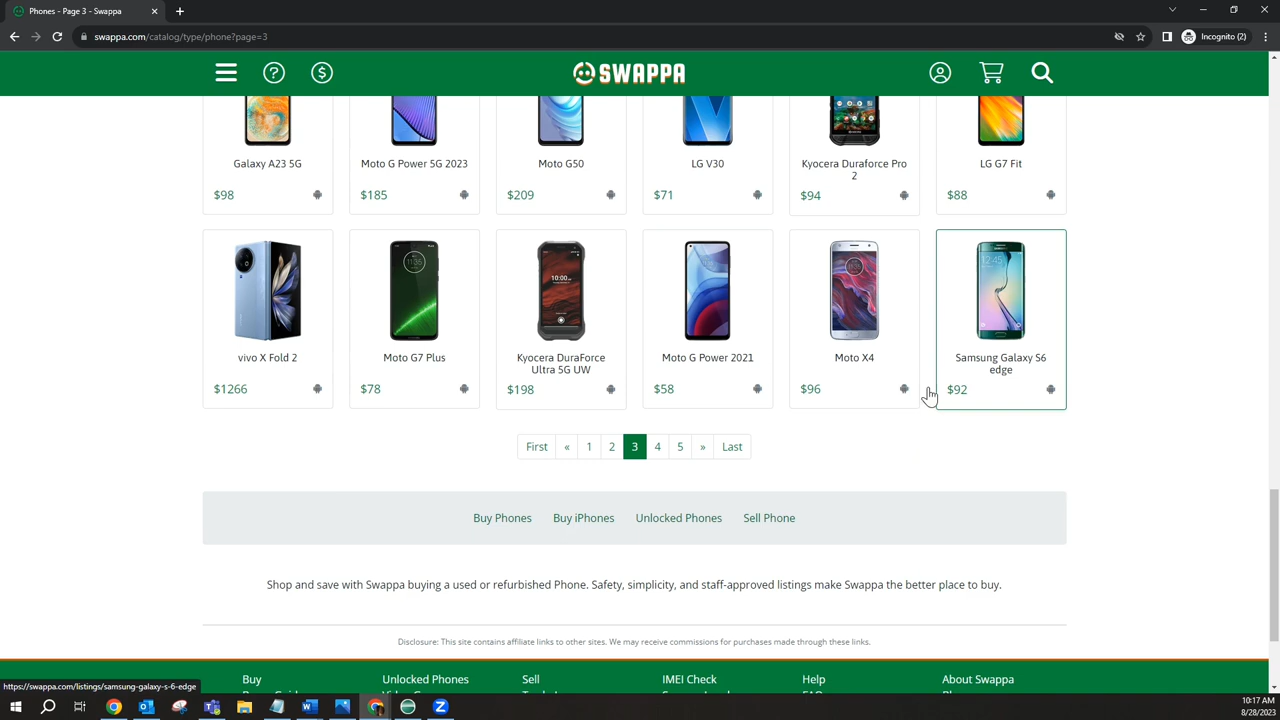 Phones - Page 3 - Swappa
swappa.com/catalog/type/phone?page=3
Incognito (2)
SWAPPA
Galaxy A23 5G
$98
Moto G Power 5G 2023
$185
Moto G50
$209
LG V30
$71
Kyocera Duraforce Pro
2
$94
LG G7 Fit
$88
vivo X Fold 2
$1266
Moto G7 Plus
$78
Kyocera DuraForce
Ultra 5G UW
$198
Moto G Power 2021
$58
Moto X4
$96
Samsung Galaxy S6
edge
$92
First « 1 2 3 4 5 » Last
Buy Phones Buy iPhones Unlocked Phones Sell Phone
Shop and save with Swappa buying a used or refurbished Phone. Safety, simplicity, and staff-approved listings make Swappa the better place to buy.
Disclosure: This site contains affiliate links to other sites. We may receive commissions for purchases made through these links.
Buy Unlocked Phones Sell IMEI Check Help About Swappa
https://swappa.com/listings/samsung-galaxy-s-6-edge
10:17 AM
8/28/2023